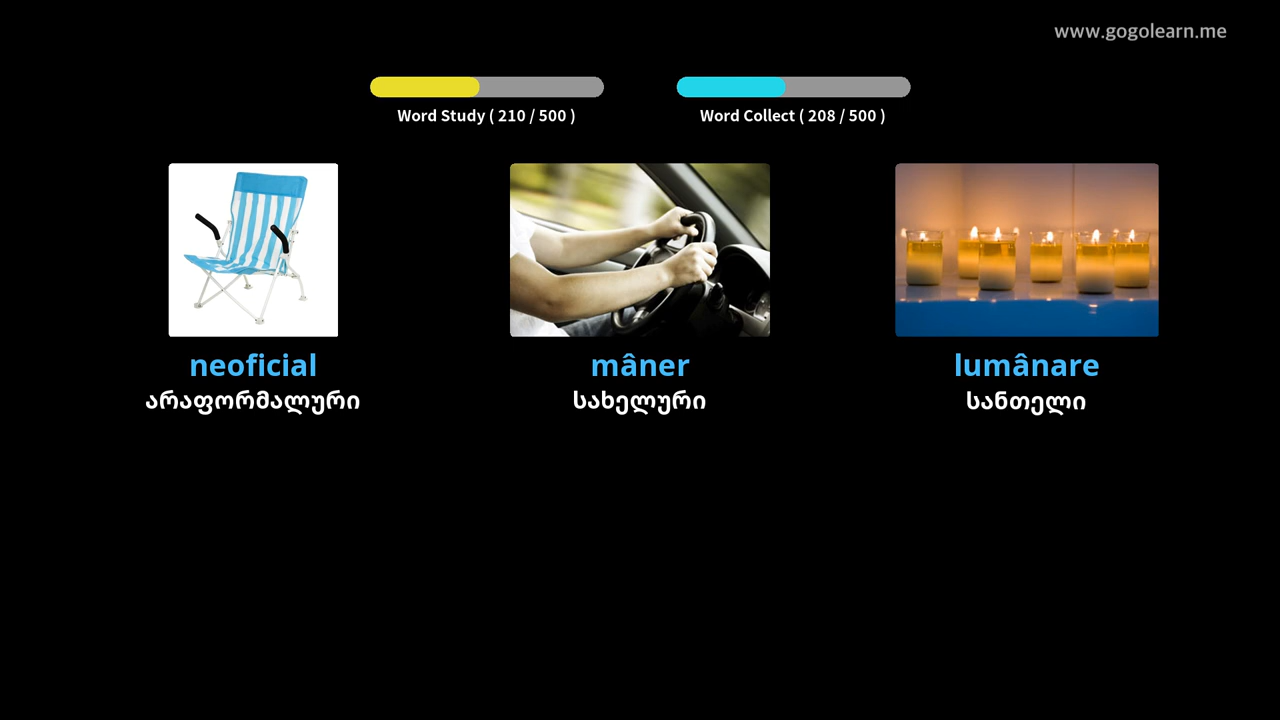 www.gogolearn.me
Word Study ( 210 / 500 )
Word Collect ( 208 / 500 )
neoficial
არაფორმალური
mâner
სახელური
lumânare
სანთელი